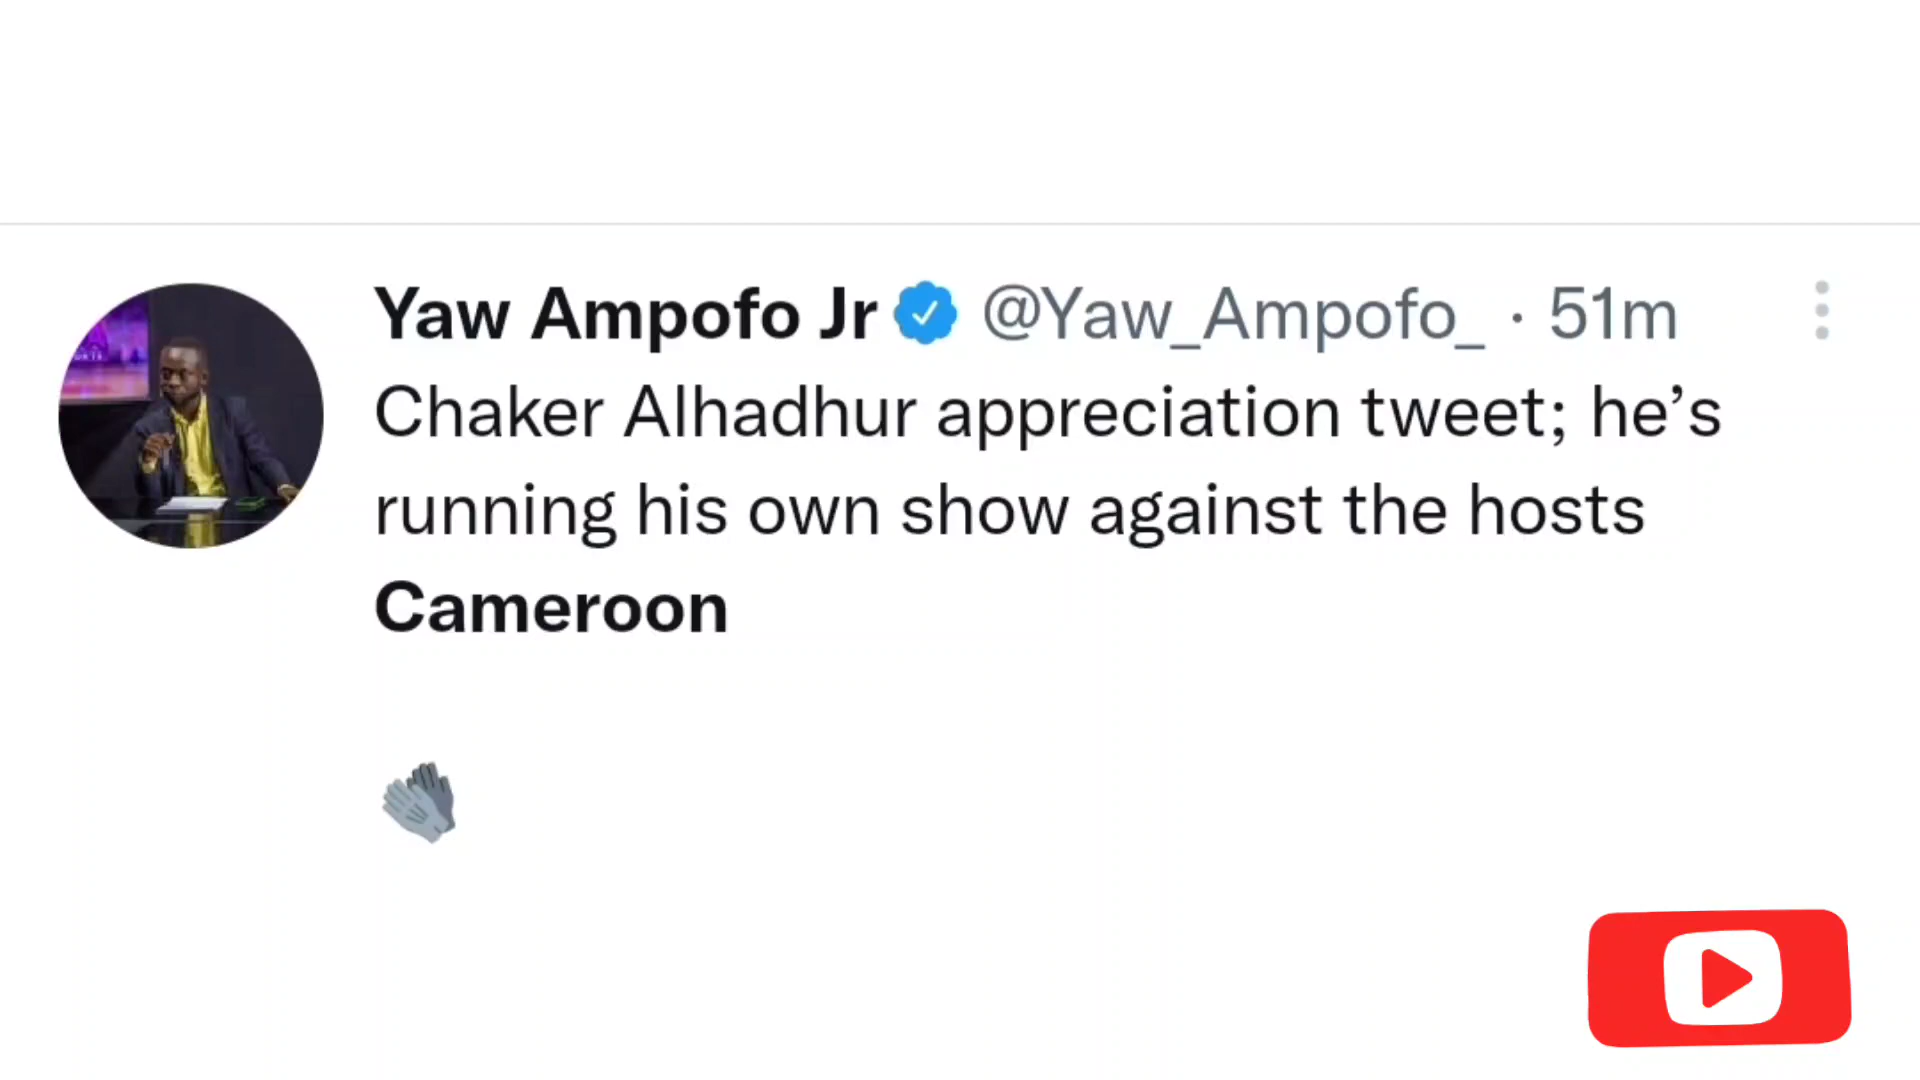 Yaw Ampofo Jr @Yaw_Ampofo_ · 51m
Chaker Alhadhur appreciation tweet; he’s
running his own show against the hosts
Cameroon